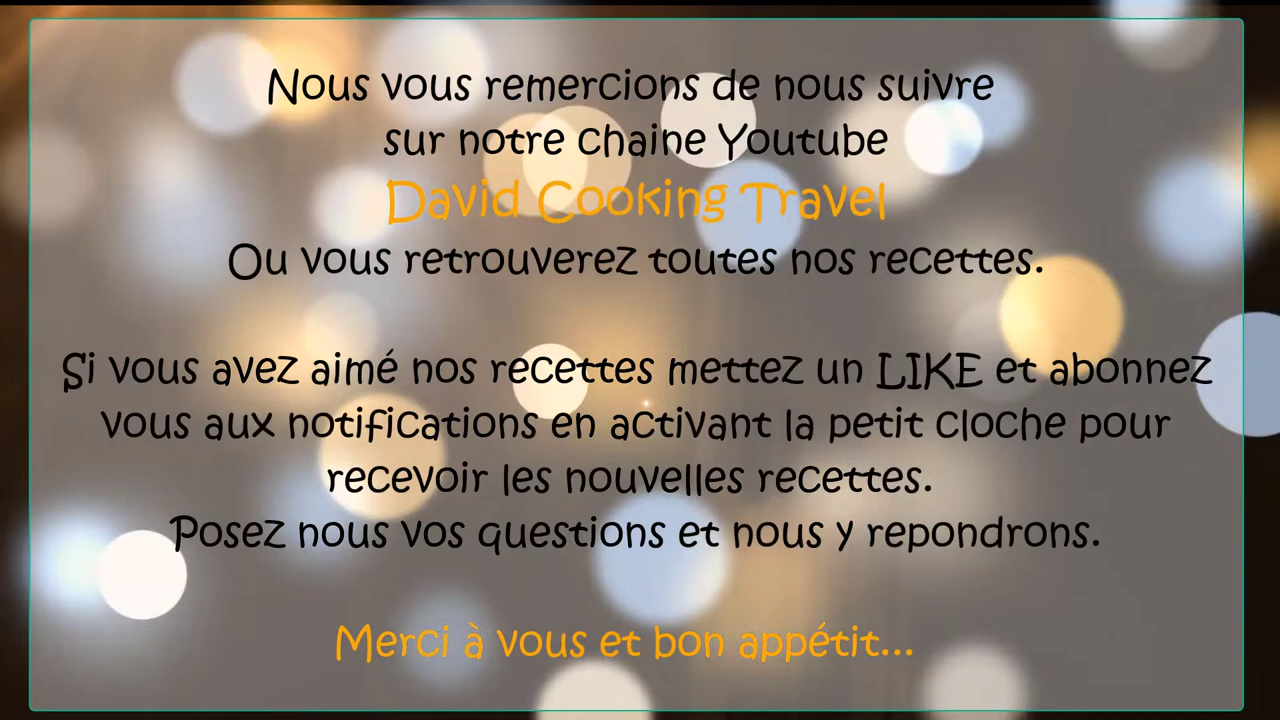 Nous vous remercions de nous suivre
sur notre chaine Youtube
David Cooking Travel
Ou vous retrouverez toutes nos recettes.
Si vous avez aimé nos recettes mettez un LIKE et abonnez
vous aux notifications en activant la petit cloche pour
recevoir les nouvelles recettes.
Posez nous vos questions et nous y repondrons.
Merci à vous et bon appétit...